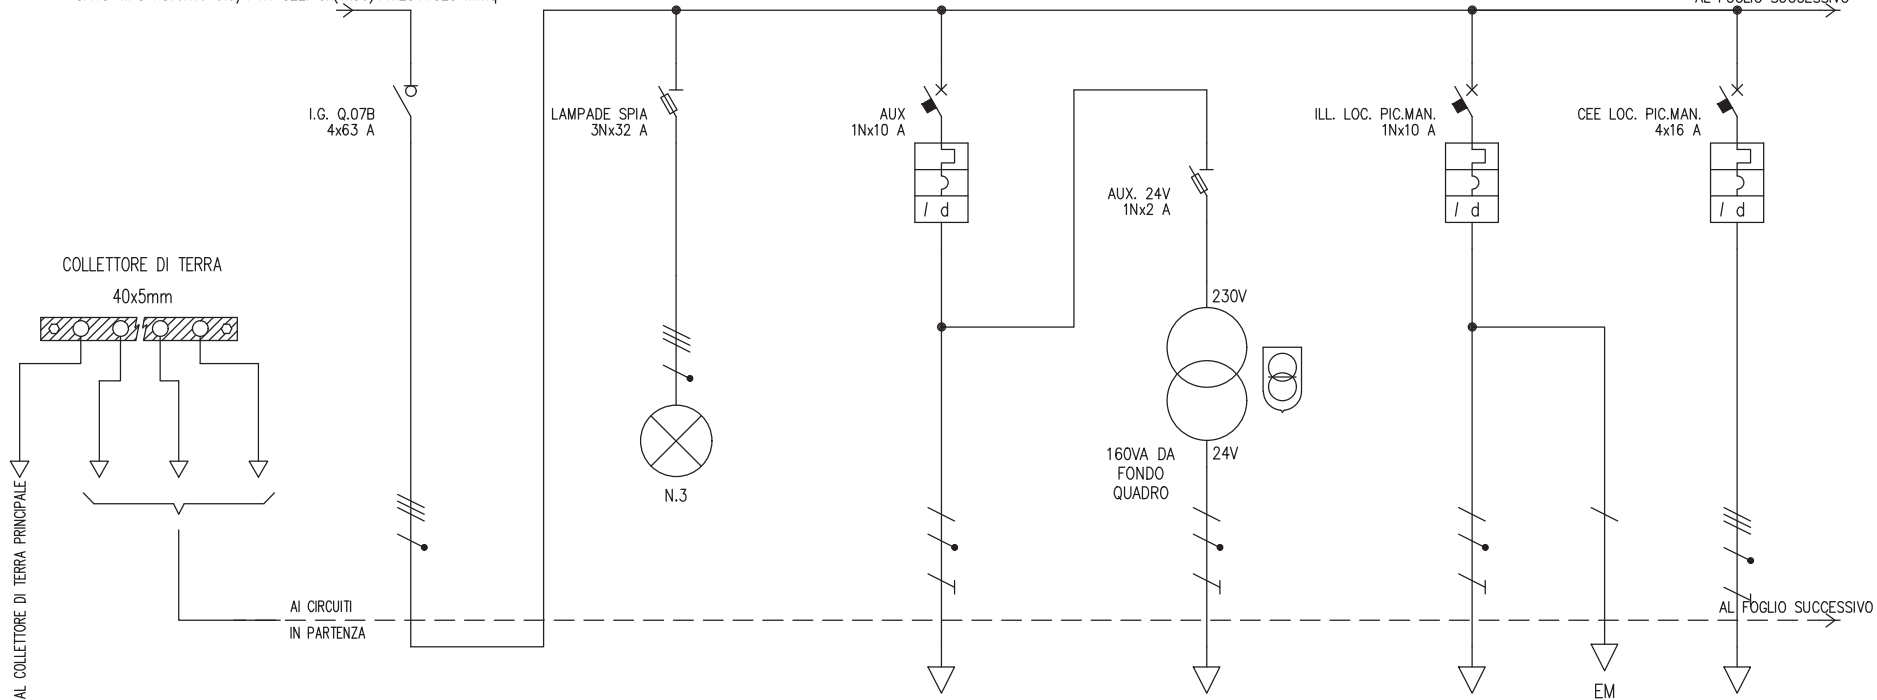 AL FOGLIO SUCCESSIVO
I.G. Q.07B
4x63 A
LAMPADE SPIA
3Nx32 A
AUX
1Nx10 A
AUX. 24V
1Nx2 A
ILL. LOC. PIC.MAN.
1Nx10 A
CEE LOC. PIC.MAN.
4x16 A
I d
I d
I d
COLLETTORE DI TERRA
40x5mm
230V
24V
160VA DA
FONDO
QUADRO
N.3
AL COLLETTORE DI TERRA PRINCIPALE
AI CIRCUITI
IN PARTENZA
AL FOGLIO SUCCESSIVO
EM